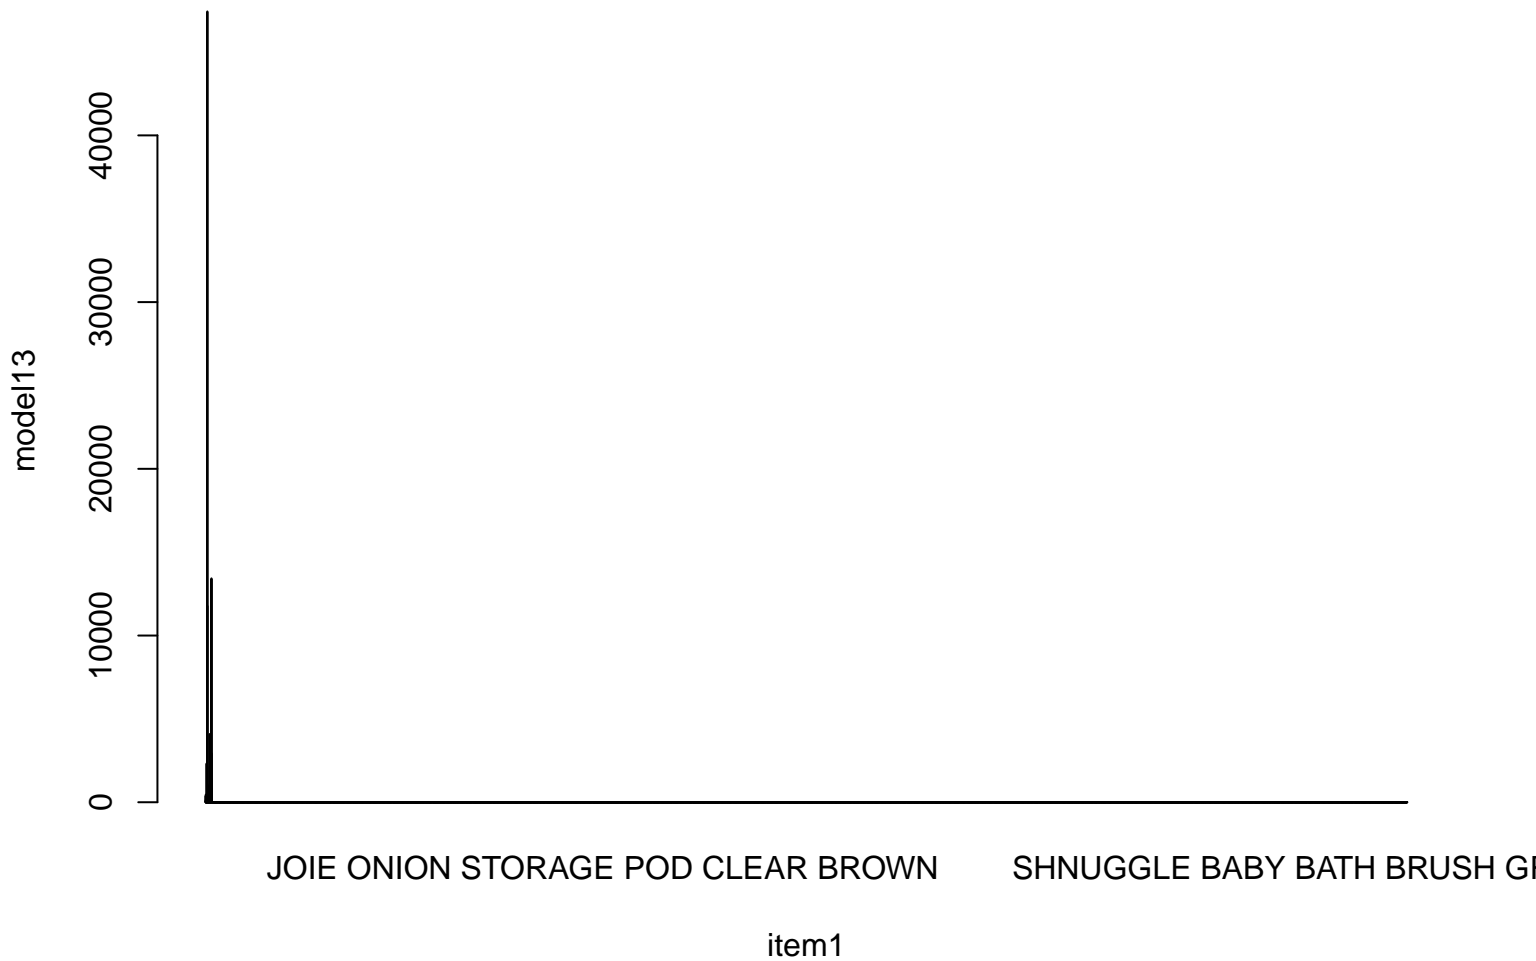 40000
30000
20000
10000
0
model13
JOIE ONION STORAGE POD CLEAR BROWN
SHNUGGLE BABY BATH BRUSH
item1